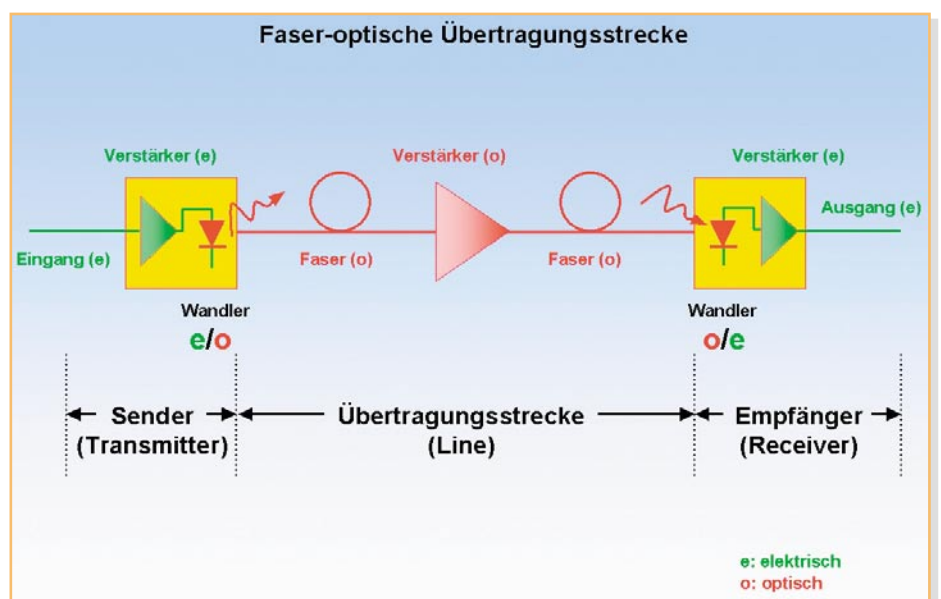 Faser-optische Übertragungsstrecke
Verstärker (e)
Verstärker (o)
Verstärker (e)
Ausgang (e)
Eingang (e)
Faser (o)
Faser (o)
Wandler
e/o
Wandler
o/e
Sender
(Transmitter)
Übertragungsstrecke
(Line)
Empfänger
(Receiver)
e: elektrisch
o: optisch